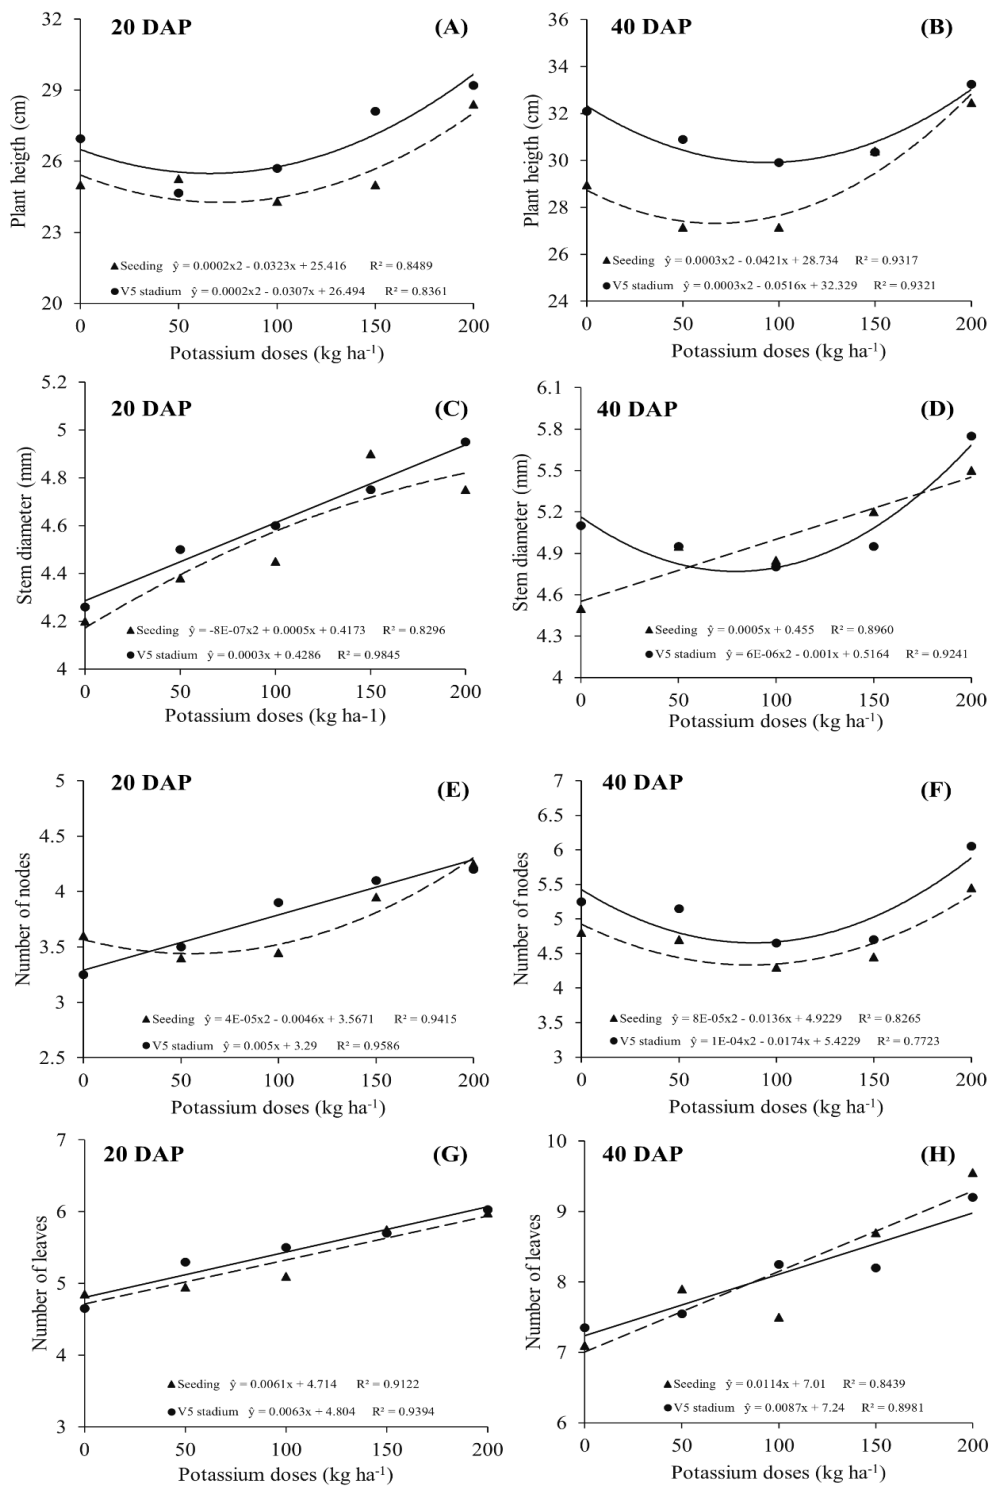 20 DAP
(A)
Plant heigth (cm)
32
29
26
23
20
▲Seeding ŷ = 0.0002x2 - 0.0323x + 25.416 R² = 0.8489
●V5 stadium ŷ = 0.0002x2 - 0.0307x + 26.494 R² = 0.8361
0 50 100 150 200
Potassium doses (kg ha-1)
40 DAP
(B)
Plant heigth (cm)
36
34
32
30
28
26
24
▲Seeding ŷ = 0.0003x2 - 0.0421x + 28.734 R² = 0.9317
●V5 stadium ŷ = 0.0003x2 - 0.0516x + 32.329 R² = 0.9321
0 50 100 150 200
Potassium doses (kg ha-1)
20 DAP
(C)
Stem diameter (mm)
5.2
5
4.8
4.6
4.4
4.2
4
▲Seeding ŷ = -8E-07x2 + 0.0005x + 0.4173 R² = 0.8296
●V5 stadium ŷ = 0.0003x + 0.4286 R² = 0.9845
0 50 100 150 200
Potassium doses (kg ha-1)
40 DAP
(D)
Stem diameter (mm)
6.1
5.8
5.5
5.2
4.9
4.6
4.3
4
▲Seeding ŷ = 0.0005x + 0.455 R² = 0.8960
●V5 stadium ŷ = 6E-06x2 - 0.001x + 0.5164 R² = 0.9241
0 50 100 150 200
Potassium doses (kg ha-1)
20 DAP
(E)
Number of nodes
5
4.5
4
3.5
3
2.5
▲Seeding ŷ = 4E-05x2 - 0.0046x + 3.5671 R² = 0.9415
●V5 stadium ŷ = 0.005x + 3.29 R² = 0.9586
0 50 100 150 200
Potassium doses (kg ha-1)
40 DAP
(F)
Number of nodes
7
6.5
6
5.5
5
4.5
4
3.5
3
▲Seeding ŷ = 8E-05x2 - 0.0136x + 4.9229 R² = 0.8265
●V5 stadium ŷ = 1E-04x2 - 0.0174x + 5.4229 R² = 0.7723
0 50 100 150 200
Potassium doses (kg ha-1)
20 DAP
(G)
Number of leaves
7
6
5
4
3
▲Seeding ŷ = 0.0061x + 4.714 R² = 0.9122
●V5 stadium ŷ = 0.0063x + 4.804 R² = 0.9394
0 50 100 150 200
Potassium doses (kg ha-1)
40 DAP
(H)
Number of leaves
10
9
8
7
6
▲Seeding ŷ = 0.0114x + 7.01 R² = 0.8439
●V5 stadium ŷ = 0.0087x + 7.24 R² = 0.8981
0 50 100 150 200
Potassium doses (kg ha-1)